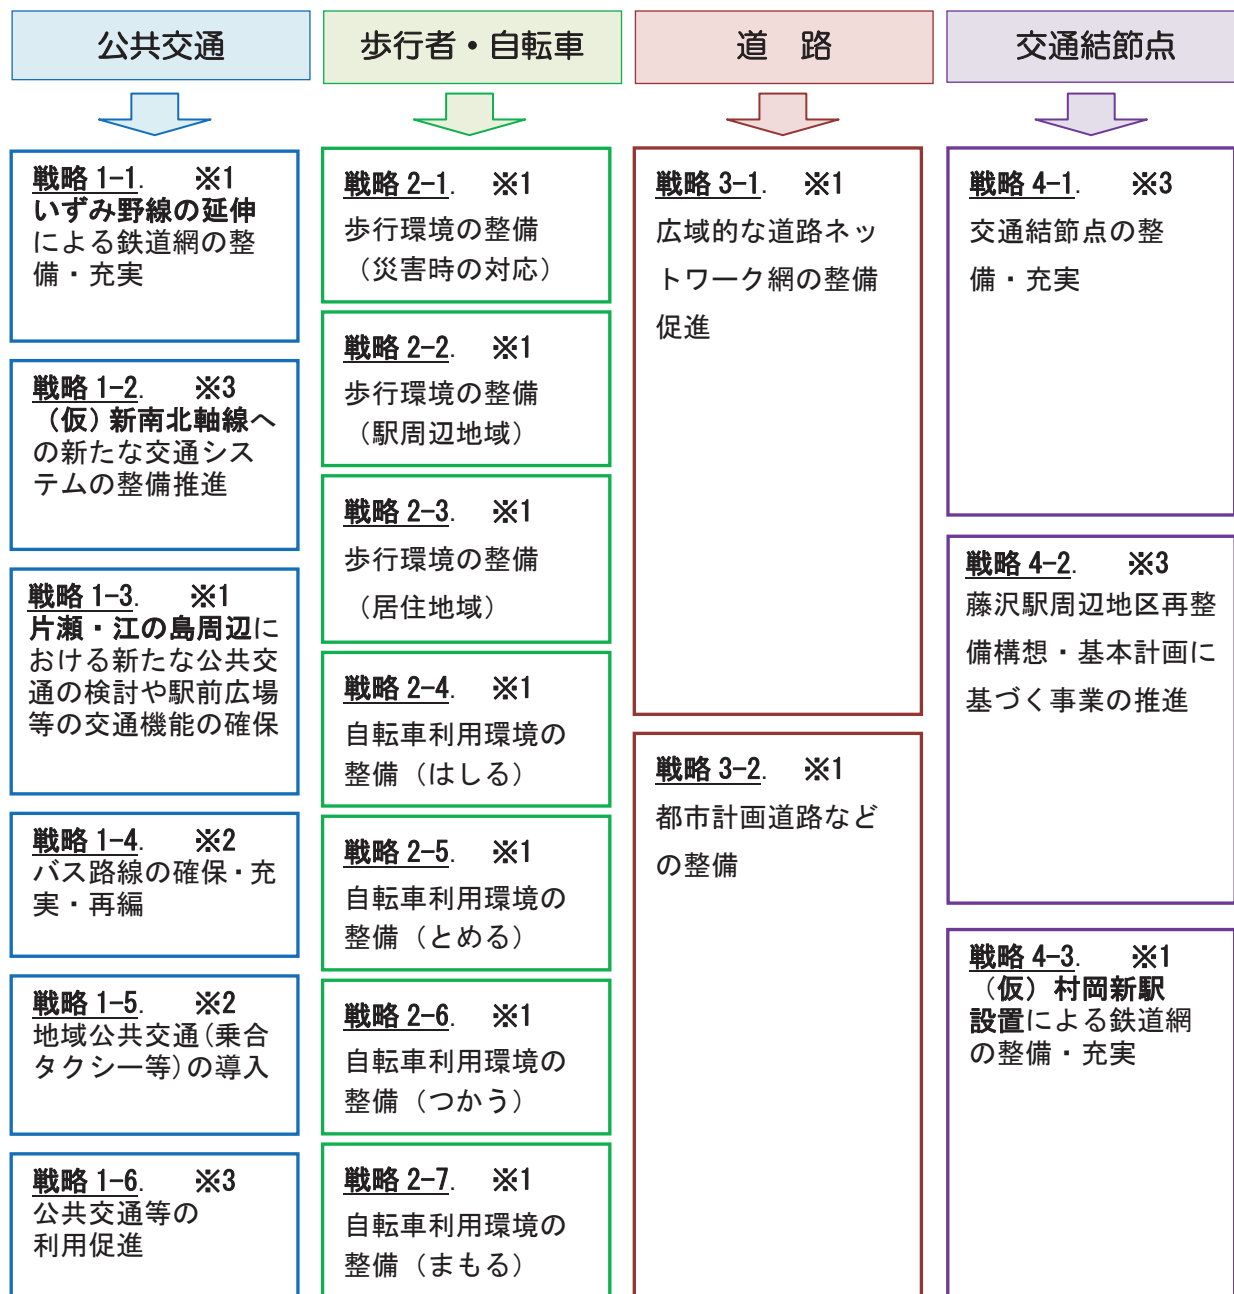 公共交通
戦略 1-1. ※1
いずみ野線の延伸
による鉄道網の整
備・充実
戦略 1-2. ※3
（仮）新南北軸線へ
の新たな交通シス
テムの整備推進
戦略 1-3. ※1
片瀬・江の島周辺に
おける新たな公共交
通の検討や駅前広場
等の交通機能の確保
戦略 1-4. ※2
バス路線の確保・充
実・再編
戦略 1-5. ※2
地域公共交通（乗合
タクシー等）の導入
戦略 1-6. ※3
公共交通等の
利用促進
歩行者・自転車
戦略 2-1. ※1
歩行環境の整備
（災害時の対応）
戦略 2-2. ※1
歩行環境の整備
（駅周辺地域）
戦略 2-3. ※1
歩行環境の整備
（居住地域）
戦略 2-4. ※1
自転車利用環境の
整備（はしる）
戦略 2-5. ※1
自転車利用環境の
整備（とめる）
戦略 2-6. ※1
自転車利用環境の
整備（つかう）
戦略 2-7. ※1
自転車利用環境の
整備（まもる）
道 路
戦略 3-1. ※1
広域的な道路ネッ
トワーク網の整備
促進
戦略 3-2. ※1
都市計画道路など
の整備
交通結節点
戦略 4-1. ※3
交通結節点の整
備・充実
戦略 4-2. ※3
藤沢駅周辺地区再整
備構想・基本計画に
基づく事業の推進
戦略 4-3. ※1
（仮）村岡新駅
設置による鉄道網
の整備・充実